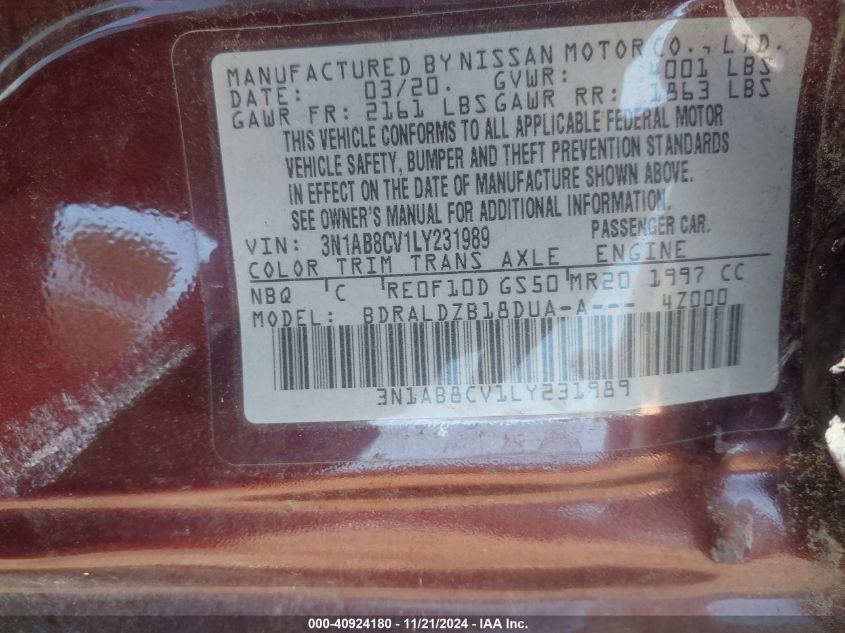 MANUFACTURED BY NISSAN MOTOR CO., LTD.
DATE: 03/20. GVWR: 4001 LBS
GAWR FR: 2161 LBS GAWR RR: 1863 LBS
THIS VEHICLE CONFORMS TO ALL APPLICABLE FEDERAL MOTOR
VEHICLE SAFETY, BUMPER AND THEFT PREVENTION STANDARDS
IN EFFECT ON THE DATE OF MANUFACTURE SHOWN ABOVE.
SEE OWNER'S MANUAL FOR ADDITIONAL INFORMATION.
VIN: 3N1AB8CV1LY231989 PASSENGER CAR.
COLOR TRIM TRANS AXLE ENGINE
NBQ C RE0F10D GS50 MR20 1997 CC
MODEL: BDRALDZB18DUA-A--- 4Z000
3N1AB8CV1LY231989
000-40924180 - 11/21/2024 - IAA Inc.